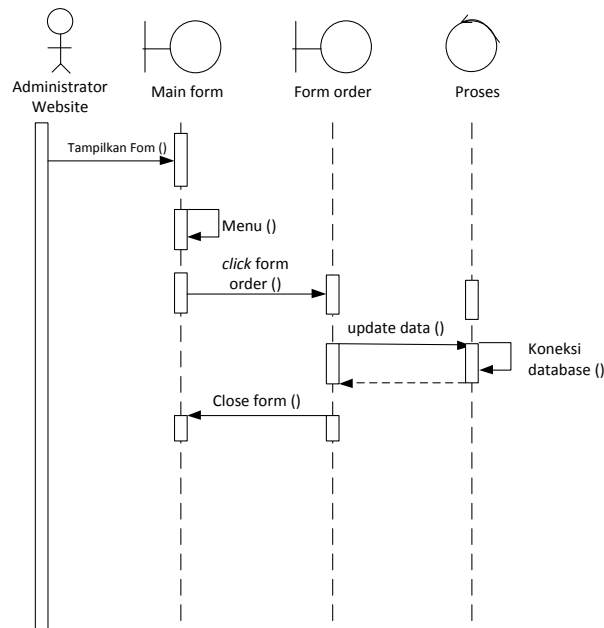 Administrator
Website
Main form
Form order
Proses
Tampilkan Fom ()
Menu ()
click form
order ()
update data ()
Koneksi
database ()
Close form ()